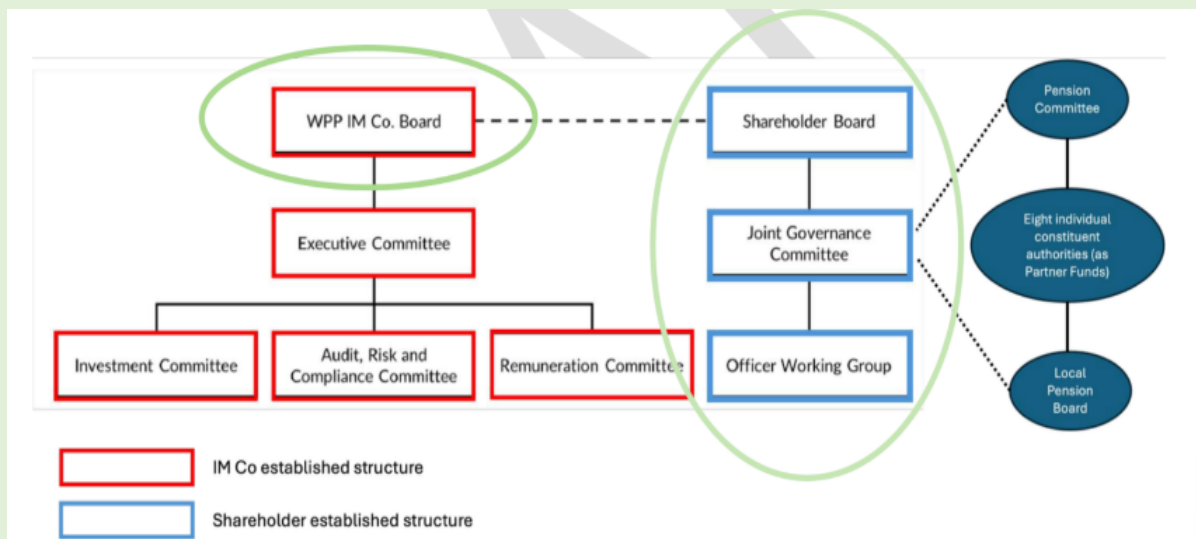 WPP IM Co. Board
Shareholder Board
Pension
Committee
Executive Committee
Joint Governance
Committee
Eight individual
constituent
authorities (as
Partner Funds)
Investment Committee
Audit, Risk and
Compliance Committee
Remuneration Committee
Officer Working Group
Local
Pension
Board
IM Co established structure
Shareholder established structure